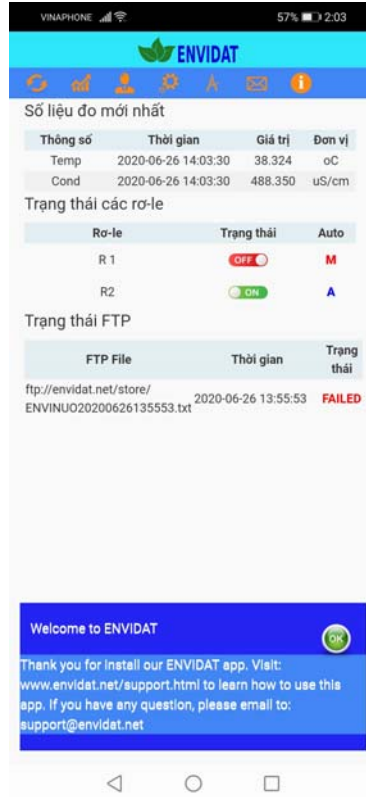 VINAPHONE 57% 2:03
ENVIDAT
Số liệu đo mới nhất
Thông số Thời gian Giá trị Đơn vị
Temp 2020-06-26 14:03:30 38.324 oC
Cond 2020-06-26 14:03:30 488.350 uS/cm
Trạng thái các rơ-le
Rơ-le Trạng thái Auto
R 1 OFF M
R2 ON A
Trạng thái FTP
FTP File Thời gian Trạng thái
ftp://envidat.net/store/
ENVINUO20200626135553.txt 2020-06-26 13:55:53 FAILED
Welcome to ENVIDAT
OK
Thank you for install our ENVIDAT app. Visit:
www.envidat.net/support.html to learn how to use this
app. If you have any question, please email to:
support@envidat.net